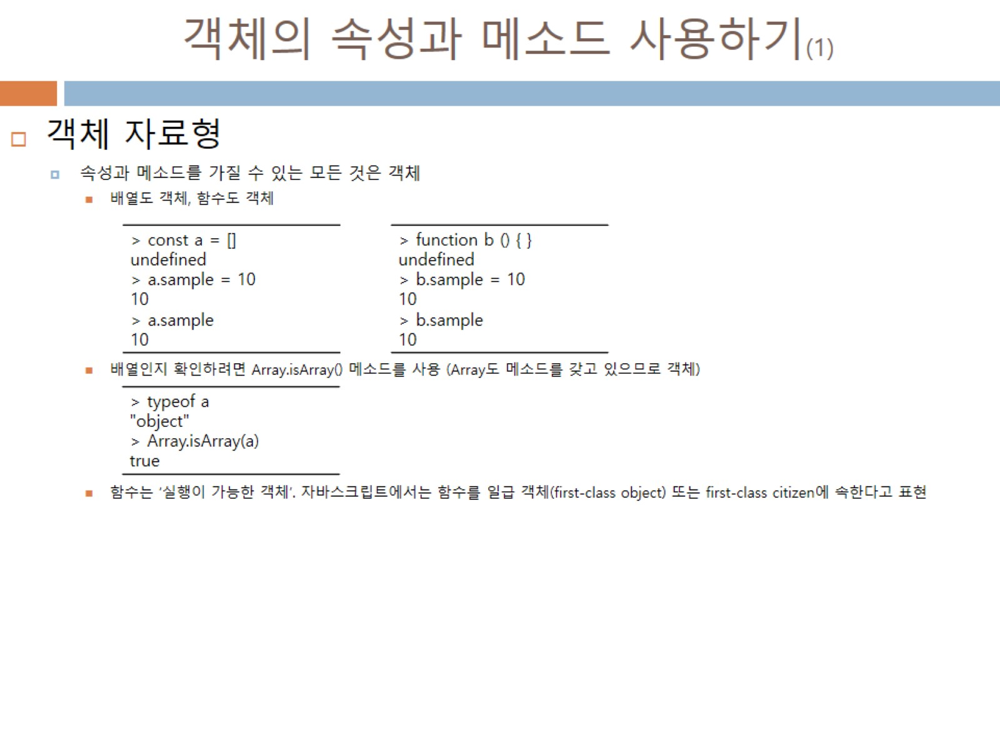 객체의 속성과 메소드 사용하기(1)
객체 자료형
속성과 메소드를 가질 수 있는 모든 것은 객체
배열도 객체, 함수도 객체
> const a = []
undefined
> a.sample = 10
10
> a.sample
10
> function b () { }
undefined
> b.sample = 10
10
> b.sample
10
배열인지 확인하려면 Array.isArray() 메소드를 사용 (Array도 메소드를 갖고 있으므로 객체)
> typeof a
"object"
> Array.isArray(a)
true
함수는 ‘실행이 가능한 객체’. 자바스크립트에서는 함수를 일급 객체(first-class object) 또는 first-class citizen에 속한다고 표현